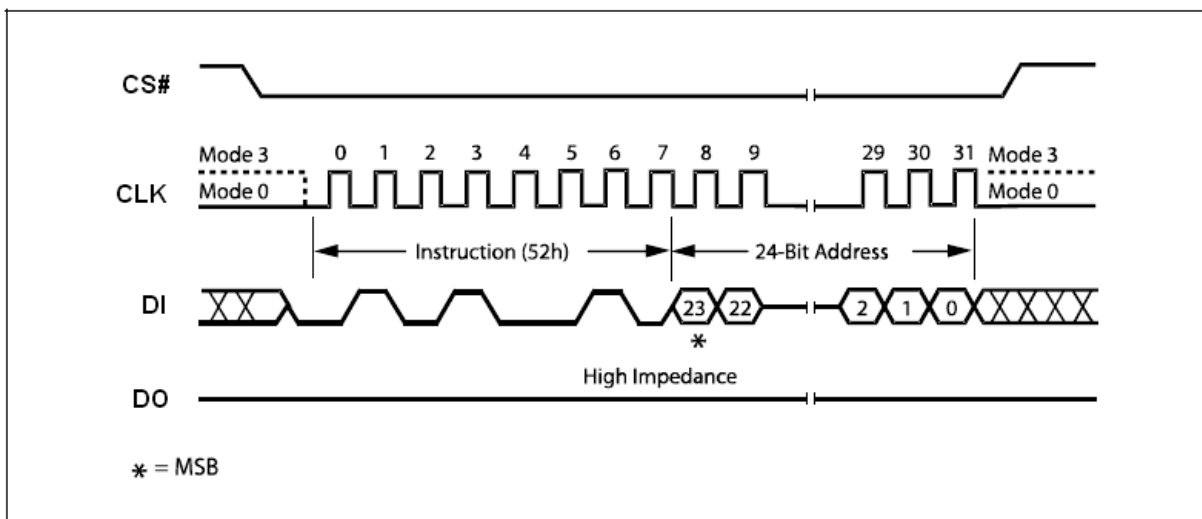 CS#
Mode 3
0 1 2 3 4 5 6 7 8 9 29 30 31
Mode 3
CLK
Mode 0
Mode 0
Instruction (52h)
24-Bit Address
DI
23 22 2 1 0
*
High Impedance
DO
* = MSB